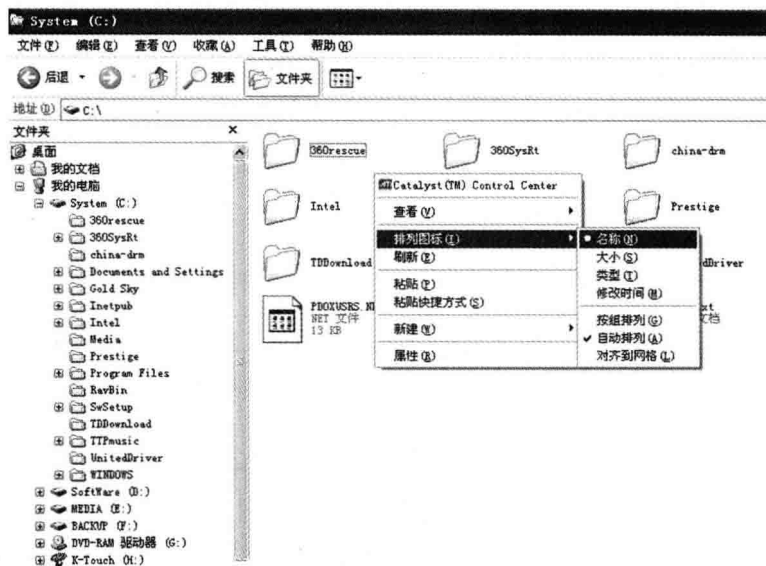 System (C:)
文件(F) 编辑(E) 查看(V) 收藏(A) 工具(T) 帮助(H)
后退 搜索 文件夹
地址(D) C:\
文件夹 ×
桌面
我的文档
我的电脑
System (C:)
360rescue
360SysRt
china-drm
Documents and Settings
Gold Sky
Inetpub
Intel
Media
Prestige
Program Files
RavBin
SwSetup
TDDownload
TTPmusic
UnitedDriver
WINDOWS
SoftWare (D:)
MEDIA (E:)
BACKUP (F:)
DVD-RAM 驱动器 (G:)
K-Touch (H:)
360rescue
360SysRt
china-drm
Intel
Prestige
TDDownload
dDriver
PDOXUSRS.NE
NET 文件
13 KB
xt
文档
Catalyst(TM) Control Center
查看(V)
排列图标(I)
刷新(E)
粘贴(P)
粘贴快捷方式(S)
新建(W)
属性(R)
名称(N)
大小(S)
类型(T)
修改时间(M)
按组排列(G)
自动排列(A)
对齐到网格(L)